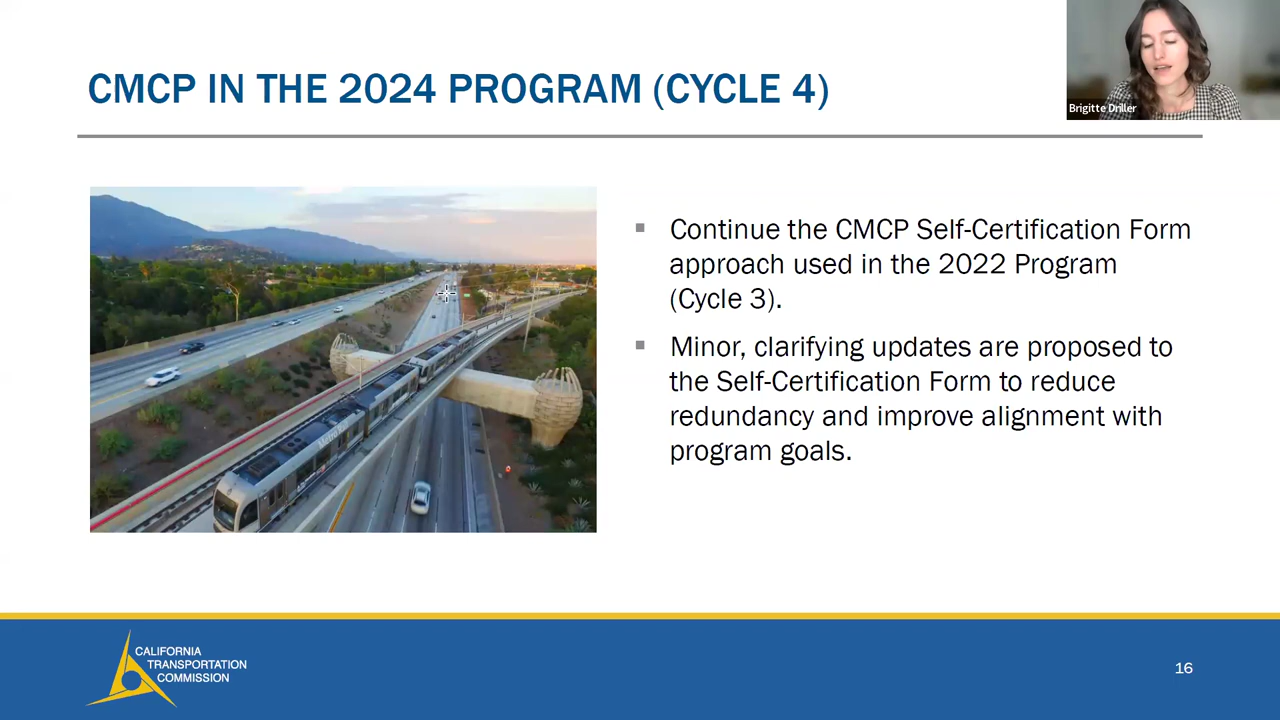 CMCP IN THE 2024 PROGRAM (CYCLE 4)
Brigitte Driller
Continue the CMCP Self-Certification Form
approach used in the 2022 Program
(Cycle 3).
Minor, clarifying updates are proposed to
the Self-Certification Form to reduce
redundancy and improve alignment with
program goals.
Metro Rail
CALIFORNIA
TRANSPORTATION
COMMISSION
16